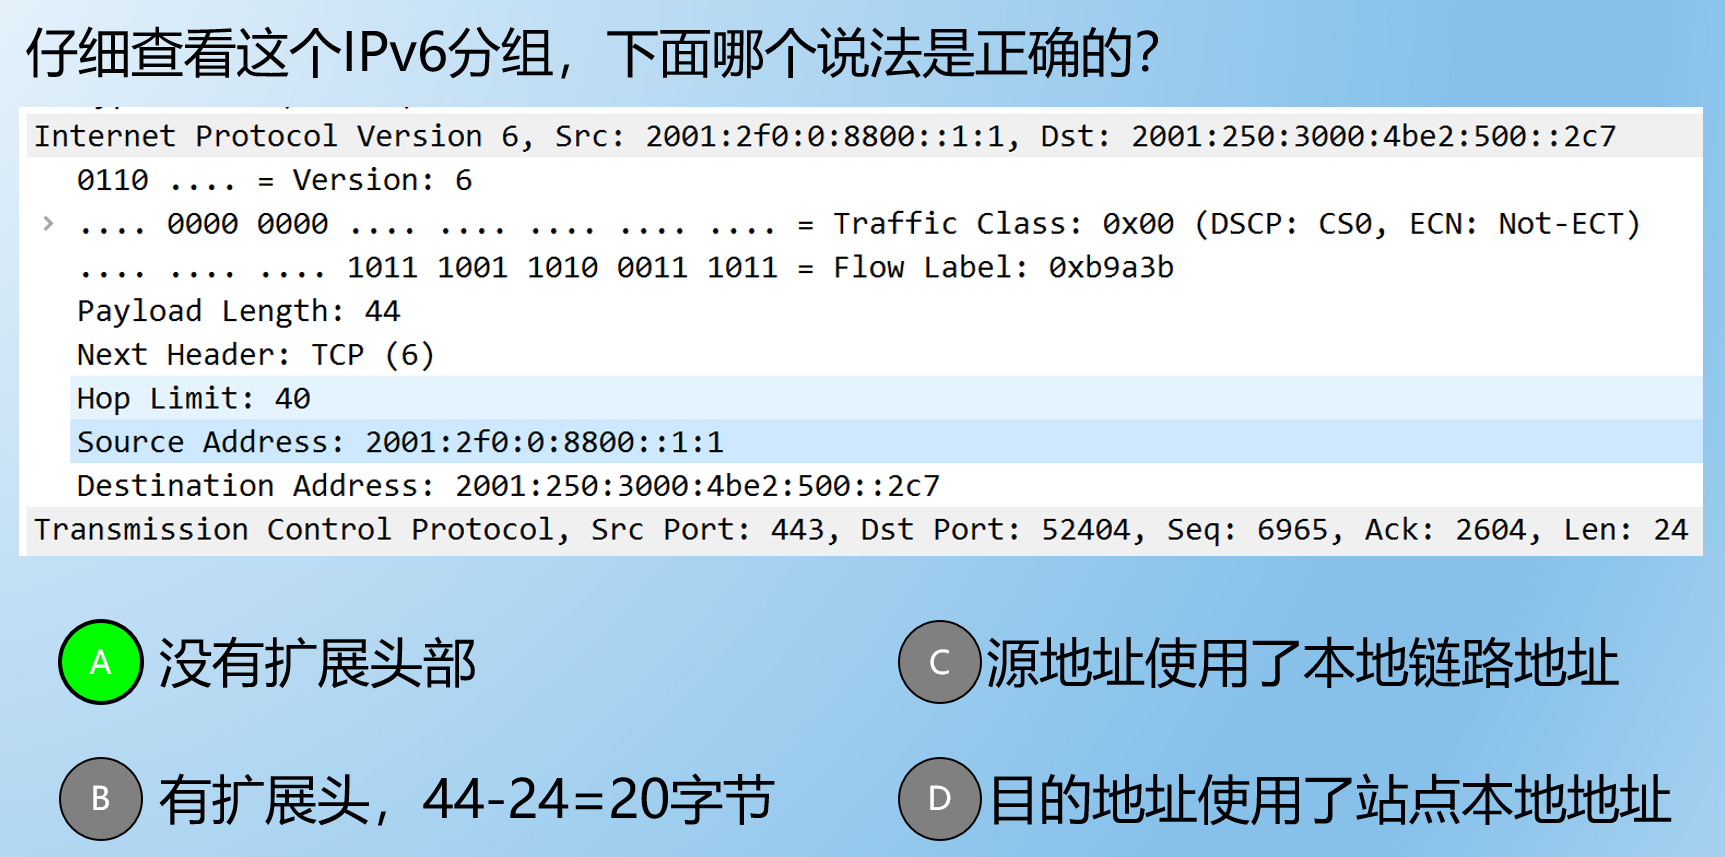 仔细查看这个IPv6分组，下面哪个说法是正确的？
Internet Protocol Version 6, Src: 2001:2f0:0:8800::1:1, Dst: 2001:250:3000:4be2:500::2c7
0110 .... = Version: 6
.... 0000 0000 .... .... .... .... .... = Traffic Class: 0x00 (DSCP: CS0, ECN: Not-ECT)
.... .... .... 1011 1001 1010 0011 1011 = Flow Label: 0xb9a3b
Payload Length: 44
Next Header: TCP (6)
Hop Limit: 40
Source Address: 2001:2f0:0:8800::1:1
Destination Address: 2001:250:3000:4be2:500::2c7
Transmission Control Protocol, Src Port: 443, Dst Port: 52404, Seq: 6965, Ack: 2604, Len: 24
A 没有扩展头部
C 源地址使用了本地链路地址
B 有扩展头，44-24=20字节
D 目的地址使用了站点本地地址